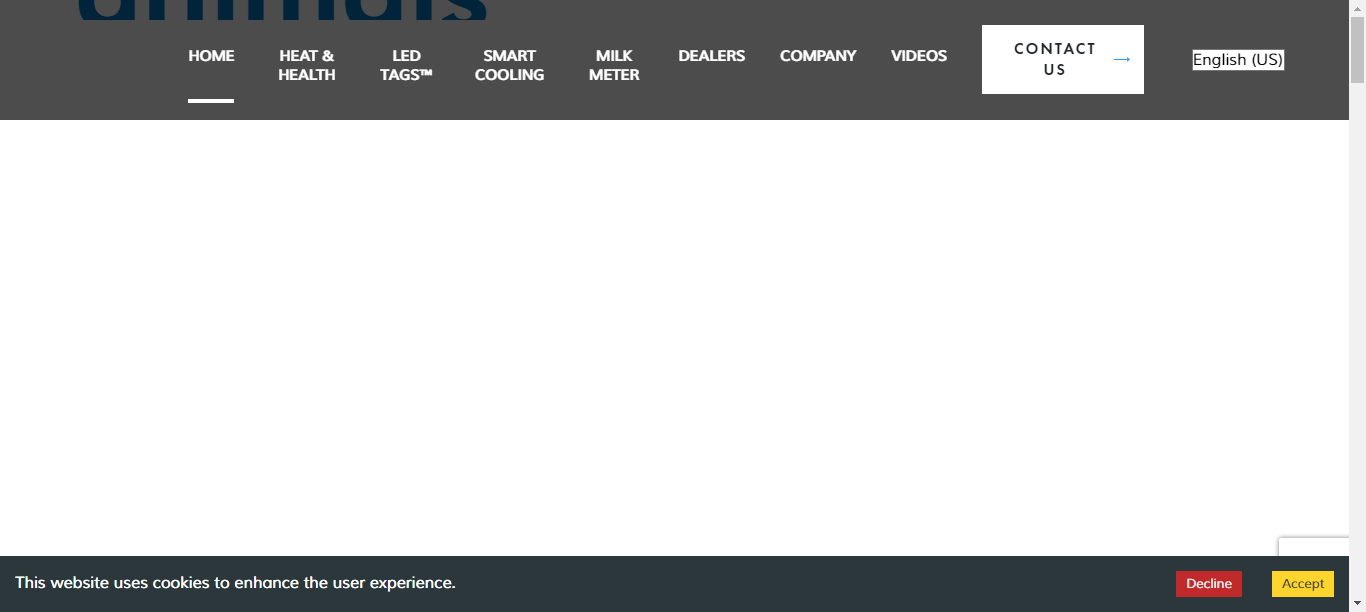 animals
HOME
HEAT &
HEALTH
LED
TAGS™
SMART
COOLING
MILK
METER
DEALERS
COMPANY
VIDEOS
CONTACT
US
English (US)
This website uses cookies to enhance the user experience.
Decline
Accept